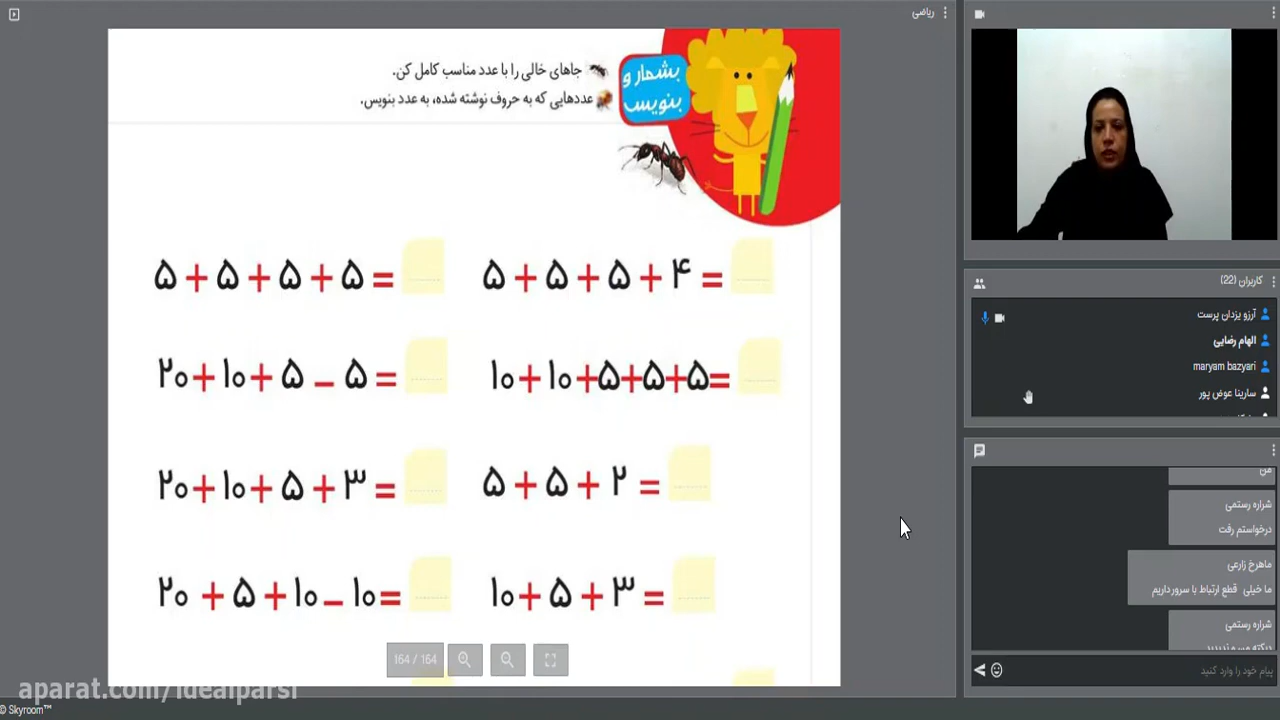 ریاضی
بشمار و
بنویس
جاهای خالی را با عدد مناسب کامل کن.
عددهایی که به حروف نوشته شده، به عدد بنویس.
۵ + ۵ + ۵ + ۵ =
۵ + ۵ + ۵ + ۴ =
۲۰ + ۱۰ + ۵ – ۵ =
۱۰ + ۱۰ + ۵ + ۵ + ۵ =
۲۰ + ۱۰ + ۵ + ۳ =
۵ + ۵ + ۲ =
۲۰ + ۵ + ۱۰ – ۱۰ =
۱۰ + ۵ + ۳ =
164 / 164
aparat.com/idealparsi
© Skyroom™
کاربران (22)
آرزو یزدان پرست
الهام رضایی
maryam bazyari
سارینا عوض پور
من
شراره رستمی
درخواستم رفت
ماهرخ زارعی
ما خیلی قطع ارتباط با سرور داریم
شراره رستمی
پیام خود را وارد کنید